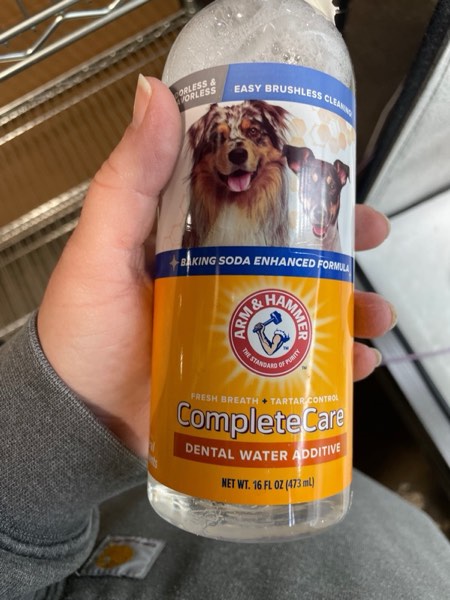 EASY BRUSHLESS CLEANING
BAKING SODA ENHANCED FORMULA
ARM & HAMMER
THE STANDARD OF PURITY
FRESH BREATH + TARTAR CONTROL
CompleteCare
DENTAL WATER ADDITIVE
NET WT. 16 FL OZ (473 mL)